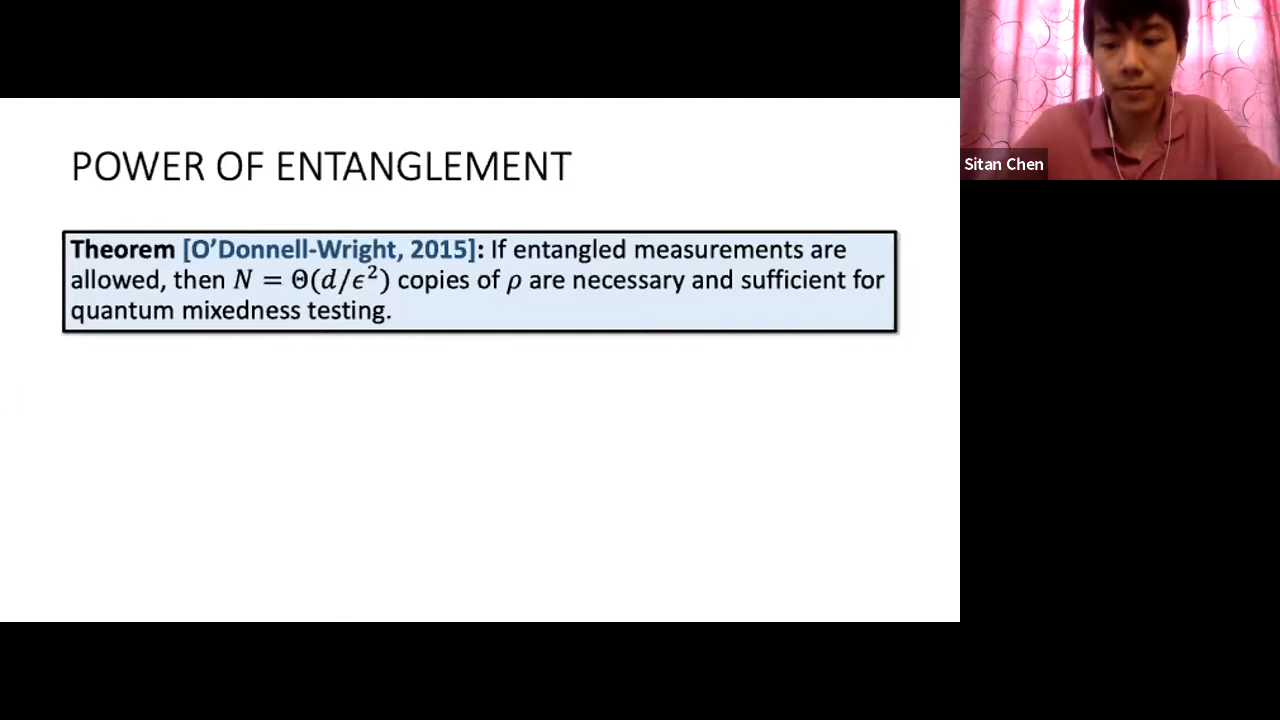 POWER OF ENTANGLEMENT
Theorem [O’Donnell-Wright, 2015]: If entangled measurements are
allowed, then N = Θ(d/ϵ²) copies of ρ are necessary and sufficient for
quantum mixedness testing.
Sitan Chen